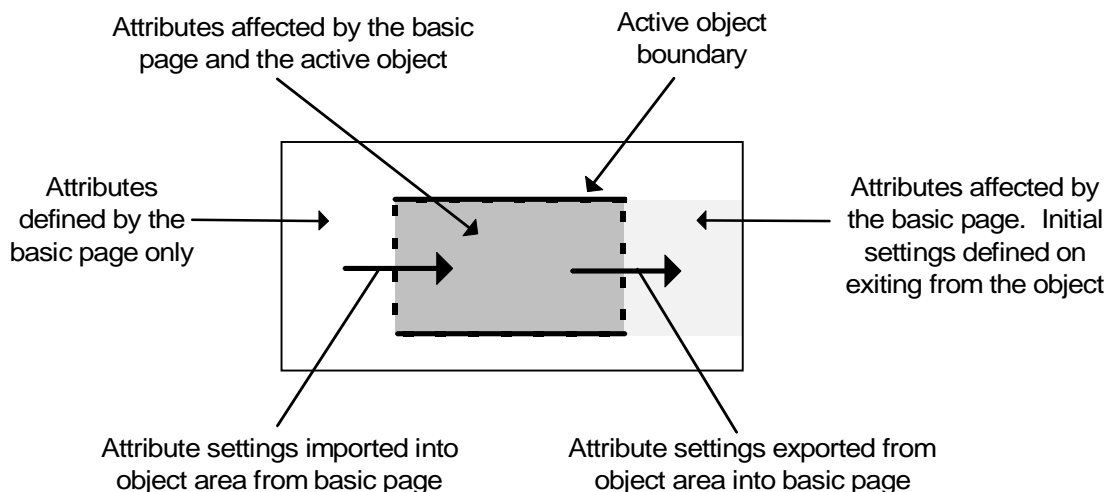 Attributes affected by the basic
page and the active object
Active object
boundary
Attributes
defined by the
basic page only
Attributes affected by
the basic page. Initial
settings defined on
exiting from the object
Attribute settings imported into
object area from basic page
Attribute settings exported from
object area into basic page